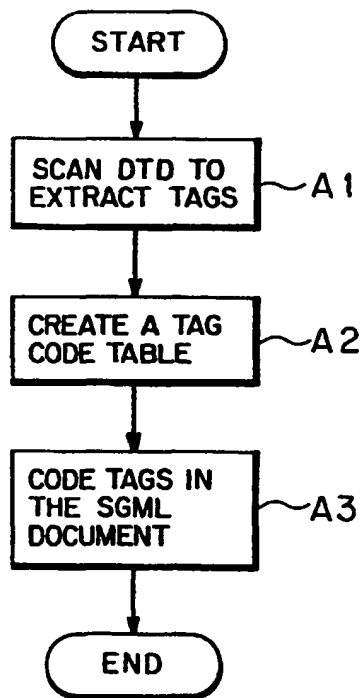 START
SCAN DTD TO
EXTRACT TAGS
A1
CREATE A TAG
CODE TABLE
A2
CODE TAGS IN
THE SGML
DOCUMENT
A3
END